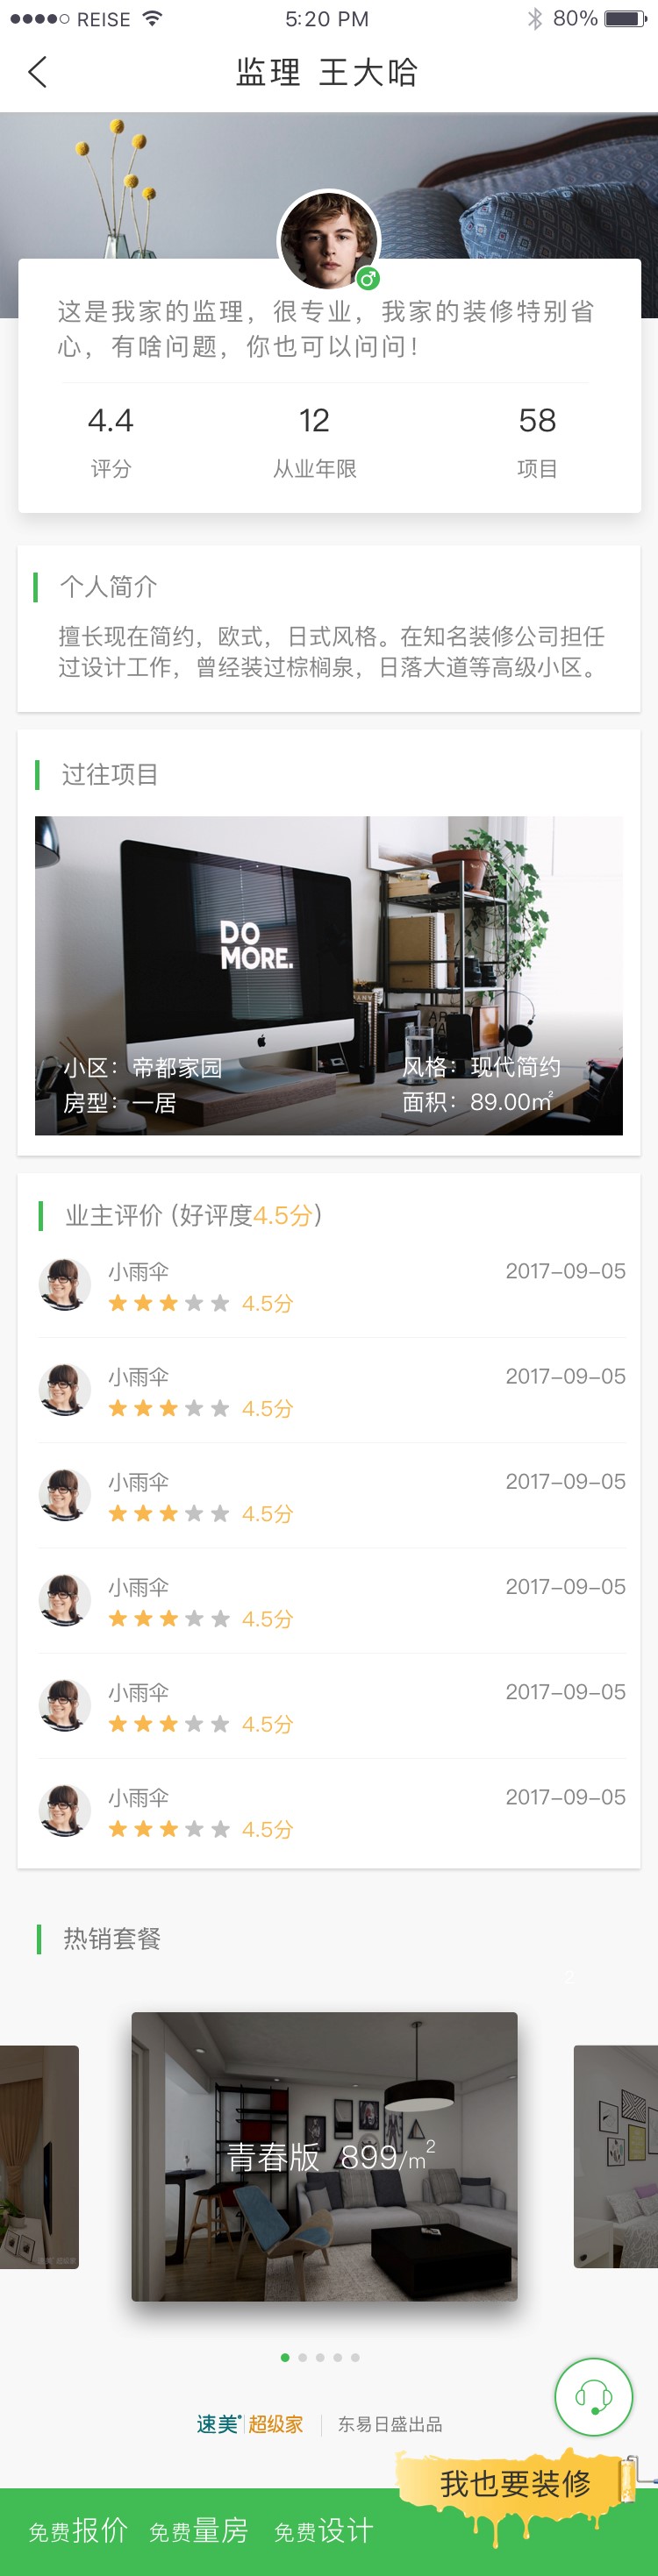 REISE 5:20 PM 80%
监理 王大哈
这是我家的监理，很专业，我家的装修特别省
心，有啥问题，你也可以问问！
4.4 12 58
评分 从业年限 项目
个人简介
擅长现在简约，欧式，日式风格。在知名装修公司担任
过设计工作，曾经装过棕榈泉，日落大道等高级小区。
过往项目
DO
MORE.
小区：帝都家园 风格：现代简约
房型：一居 面积：89.00㎡
业主评价 (好评度4.5分)
小雨伞 2017-09-05
4.5分
小雨伞 2017-09-05
4.5分
小雨伞 2017-09-05
4.5分
小雨伞 2017-09-05
4.5分
小雨伞 2017-09-05
4.5分
小雨伞 2017-09-05
4.5分
热销套餐
2
青春版 899/m²
速美 超级家 东易日盛出品
我也要装修
免费报价 免费量房 免费设计